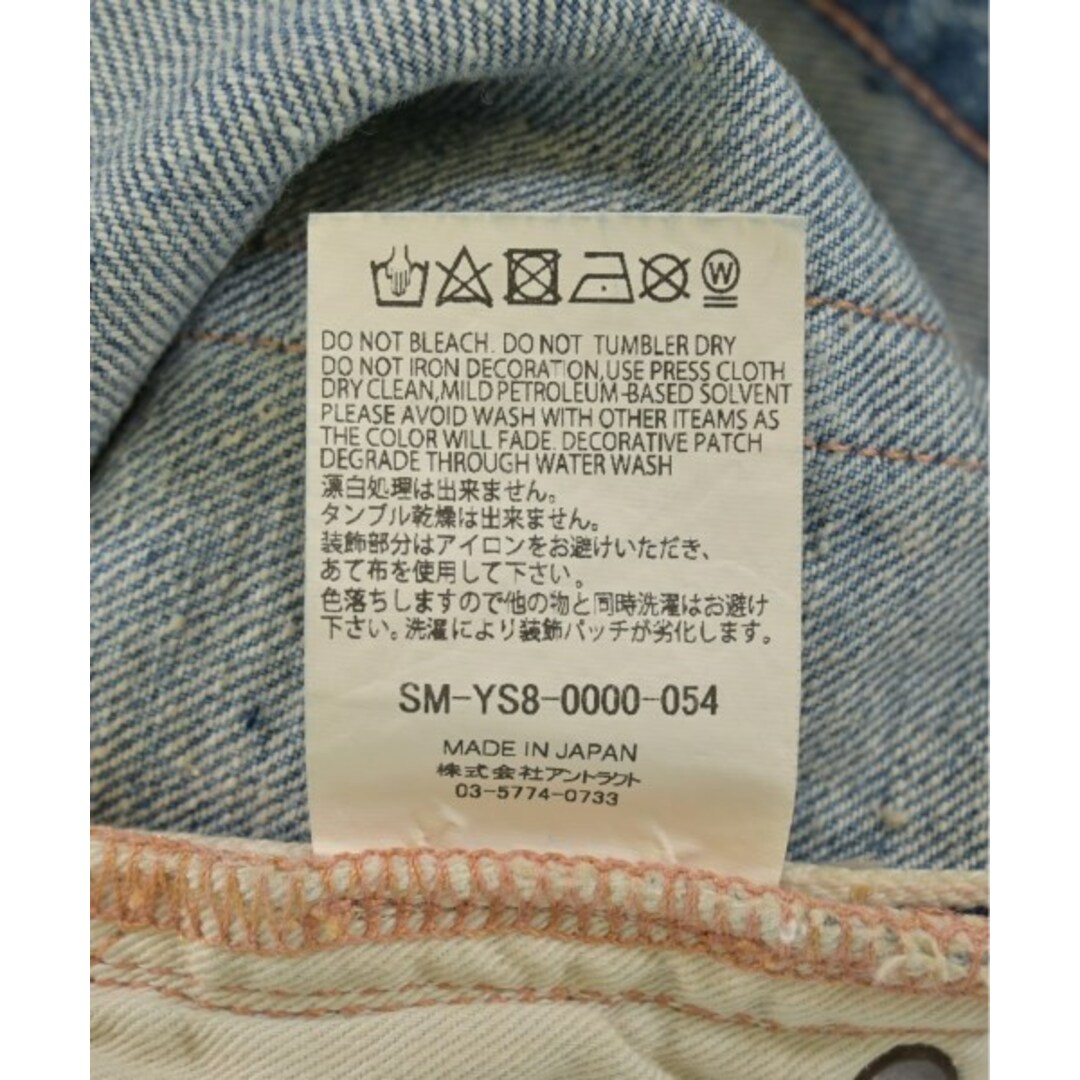 W
DO NOT BLEACH. DO NOT TUMBLER DRY
DO NOT IRON DECORATION,USE PRESS CLOTH
DRY CLEAN,MILD PETROLEUM-BASED SOLVENT
PLEASE AVOID WASH WITH OTHER ITEAMS AS
THE COLOR WILL FADE. DECORATIVE PATCH
DEGRADE THROUGH WATER WASH
漂白処理は出来ません。
タンブル乾燥は出来ません。
装飾部分はアイロンをお避けいただき、
あて布を使用して下さい。
色落ちしますので他の物と同時洗濯はお避け
下さい。洗濯により装飾パッチが劣化します。
SM-YS8-0000-054
MADE IN JAPAN
株式会社アントラクト
03-5774-0733